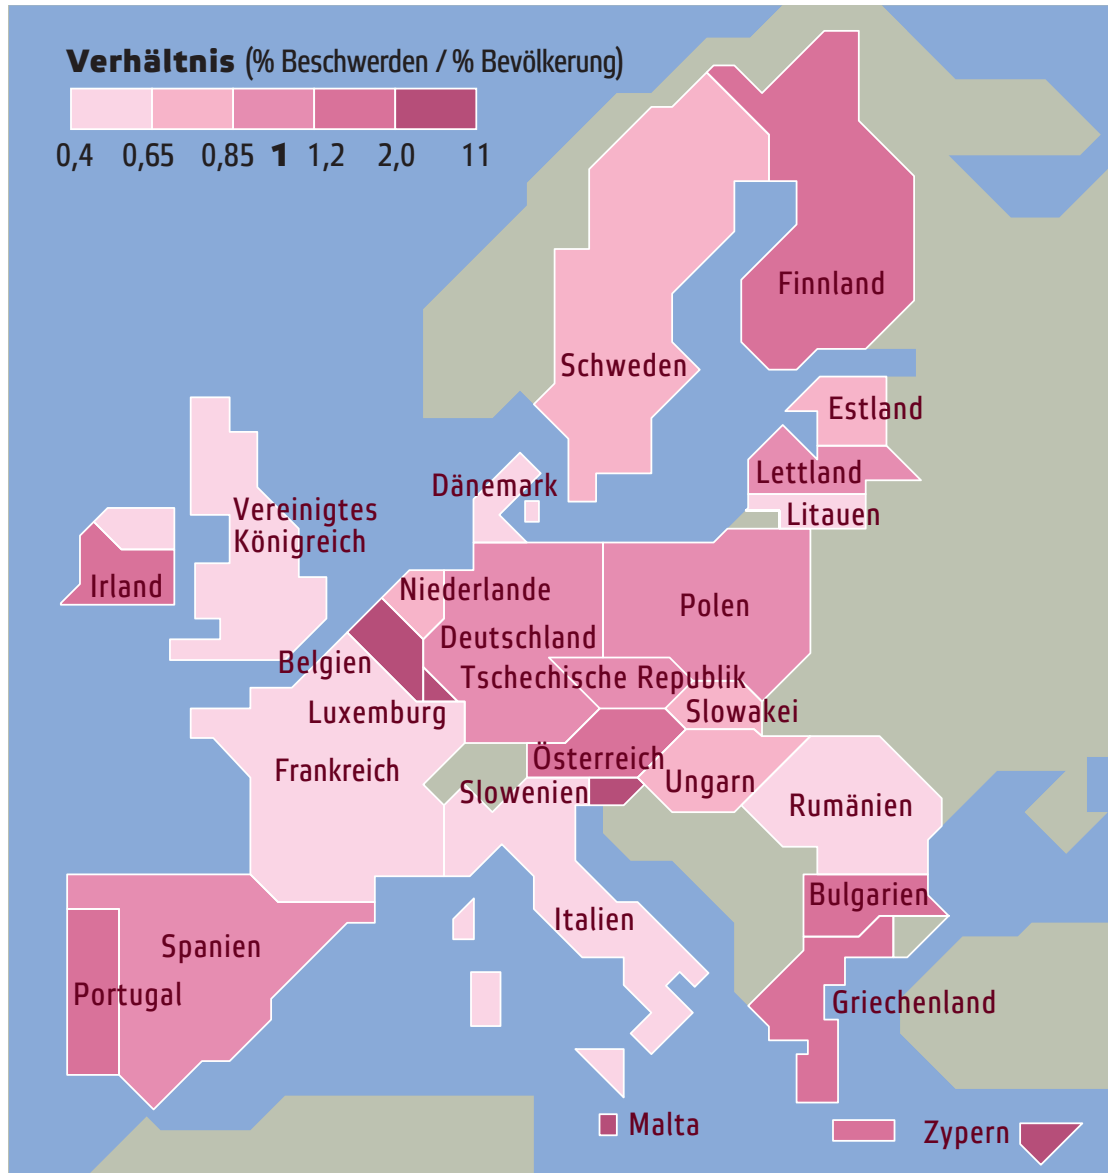 Verhältnis (% Beschwerden / % Bevölkerung)
0,4 0,65 0,85 1 1,2 2,0 11
Finnland
Schweden
Estland
Lettland
Dänemark
Litauen
Vereinigtes
Königreich
Irland
Niederlande
Polen
Deutschland
Belgien
Tschechische Republik
Luxemburg
Slowakei
Österreich
Frankreich
Ungarn
Slowenien
Rumänien
Bulgarien
Italien
Spanien
Portugal
Griechenland
Malta
Zypern